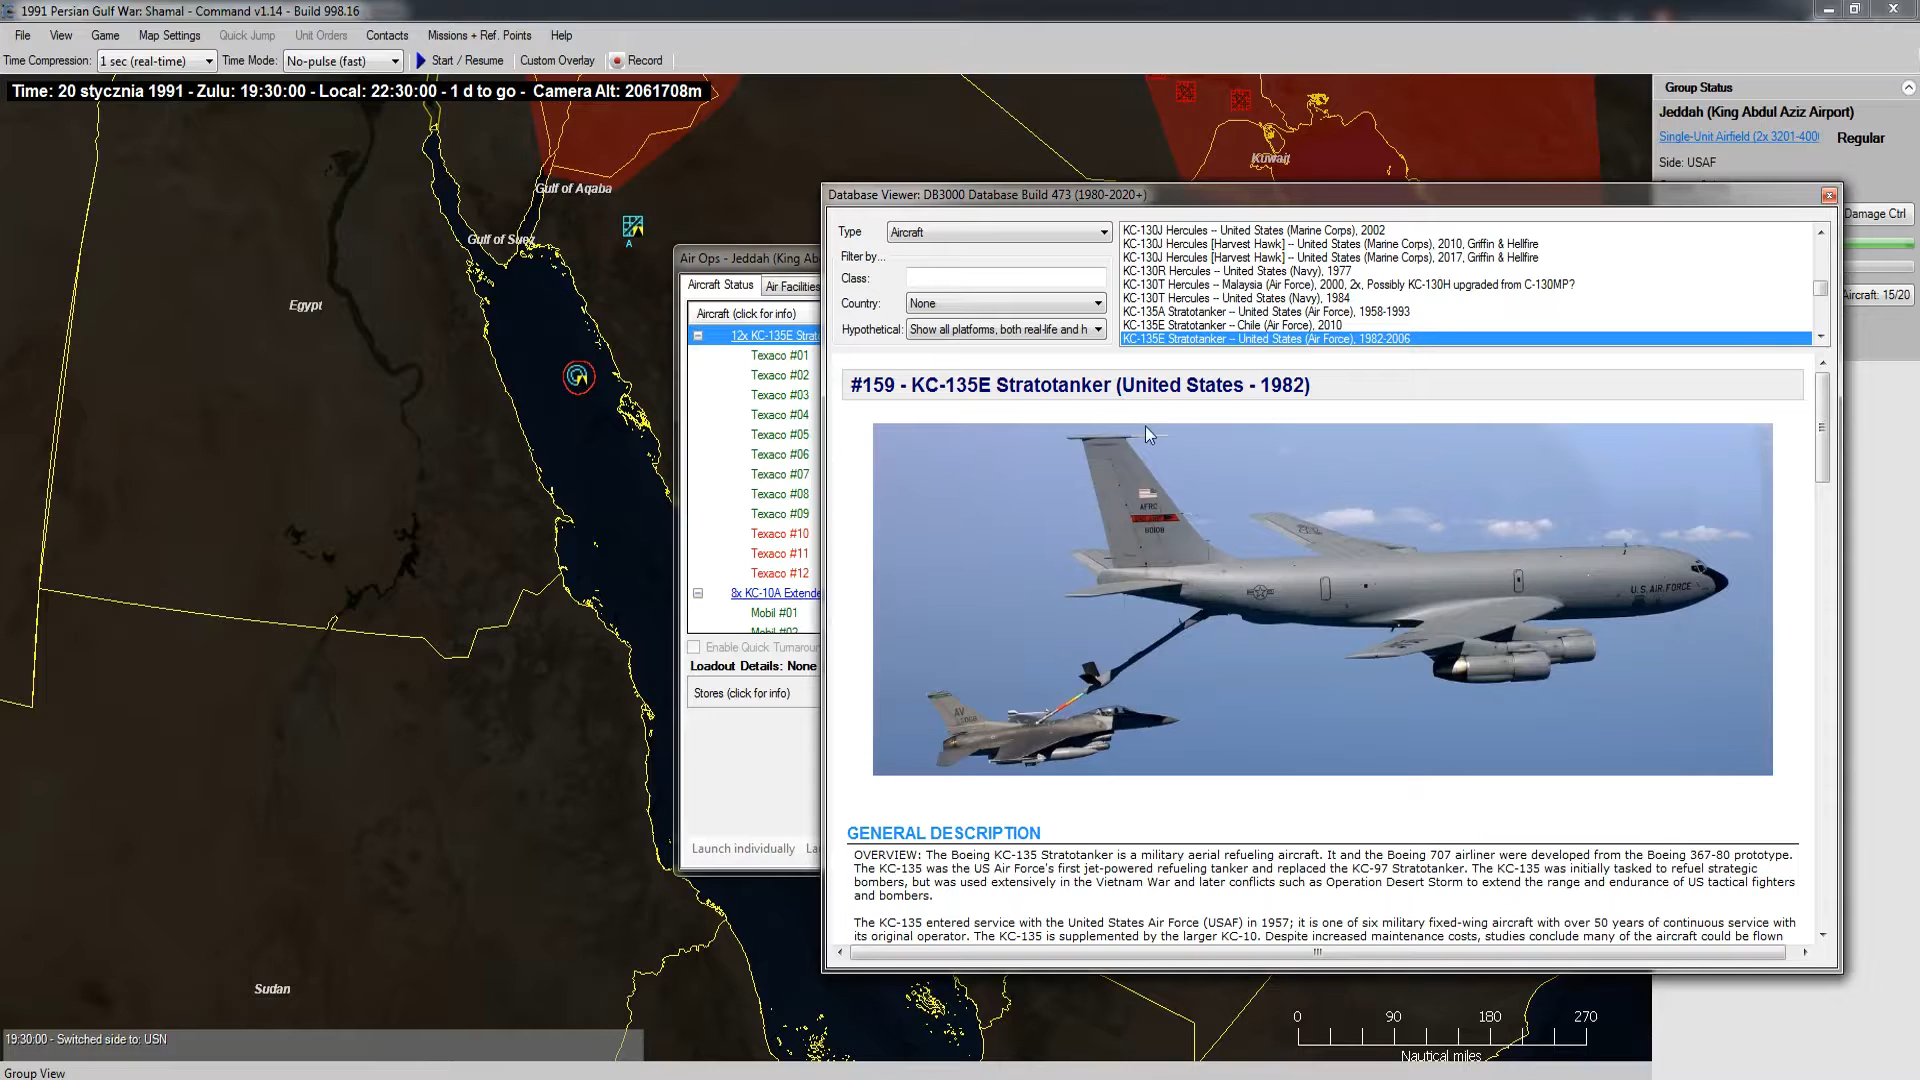 1991 Persian Gulf War: Shamal - Command v1.14 - Build 998.16
File View Game Map Settings Quick Jump Unit Orders Contacts Missions + Ref. Points Help
Time Compression: 1 sec (real-time) Time Mode: No-pulse (fast) Start / Resume Custom Overlay Record
Time: 20 stycznia 1991 - Zulu: 19:30:00 - Local: 22:30:00 - 1 d to go - Camera Alt: 2061708m
Group Status
Jeddah (King Abdul Aziz Airport)
Single-Unit Airfield (2x 3201-400 Regular
Side: USAF
Damage Ctrl
Aircraft: 15/20
Kuwait
Gulf of Aqaba
Gulf of Suez
A
Egypt
Sudan
Air Ops - Jeddah (King Ab
Aircraft Status Air Facilities
Aircraft (click for info)
12x KC-135E Strat
Texaco #01
Texaco #02
Texaco #03
Texaco #04
Texaco #05
Texaco #06
Texaco #07
Texaco #08
Texaco #09
Texaco #10
Texaco #11
Texaco #12
8x KC-10A Extende
Mobil #01
Mobil #02
Enable Quick Turnaroun
Loadout Details: None
Stores (click for info)
Launch individually La
Database Viewer: DB3000 Database Build 473 (1980-2020+)
Type Aircraft
Filter by...
Class:
Country: None
Hypothetical: Show all platforms, both real-life and h
KC-130J Hercules -- United States (Marine Corps), 2002
KC-130J Hercules [Harvest Hawk] -- United States (Marine Corps), 2010, Griffin & Hellfire
KC-130J Hercules [Harvest Hawk] -- United States (Marine Corps), 2017, Griffin & Hellfire
KC-130R Hercules -- United States (Navy), 1977
KC-130T Hercules -- Malaysia (Air Force), 2000, 2x, Possibly KC-130H upgraded from C-130MP?
KC-130T Hercules -- United States (Navy), 1984
KC-135A Stratotanker -- United States (Air Force), 1958-1993
KC-135E Stratotanker -- Chile (Air Force), 2010
KC-135E Stratotanker -- United States (Air Force), 1982-2006
#159 - KC-135E Stratotanker (United States - 1982)
AFRC
60108
U.S. AIR FORCE
AV
GENERAL DESCRIPTION
OVERVIEW: The Boeing KC-135 Stratotanker is a military aerial refueling aircraft. It and the Boeing 707 airliner were developed from the Boeing 367-80 prototype.
The KC-135 was the US Air Force's first jet-powered refueling tanker and replaced the KC-97 Stratotanker. The KC-135 was initially tasked to refuel strategic
bombers, but was used extensively in the Vietnam War and later conflicts such as Operation Desert Storm to extend the range and endurance of US tactical fighters
and bombers.
The KC-135 entered service with the United States Air Force (USAF) in 1957; it is one of six military fixed-wing aircraft with over 50 years of continuous service with
its original operator. The KC-135 is supplemented by the larger KC-10. Despite increased maintenance costs, studies conclude many of the aircraft could be flown
0 90 180 270
Nautical miles
19:30:00 - Switched side to: USN
Group View